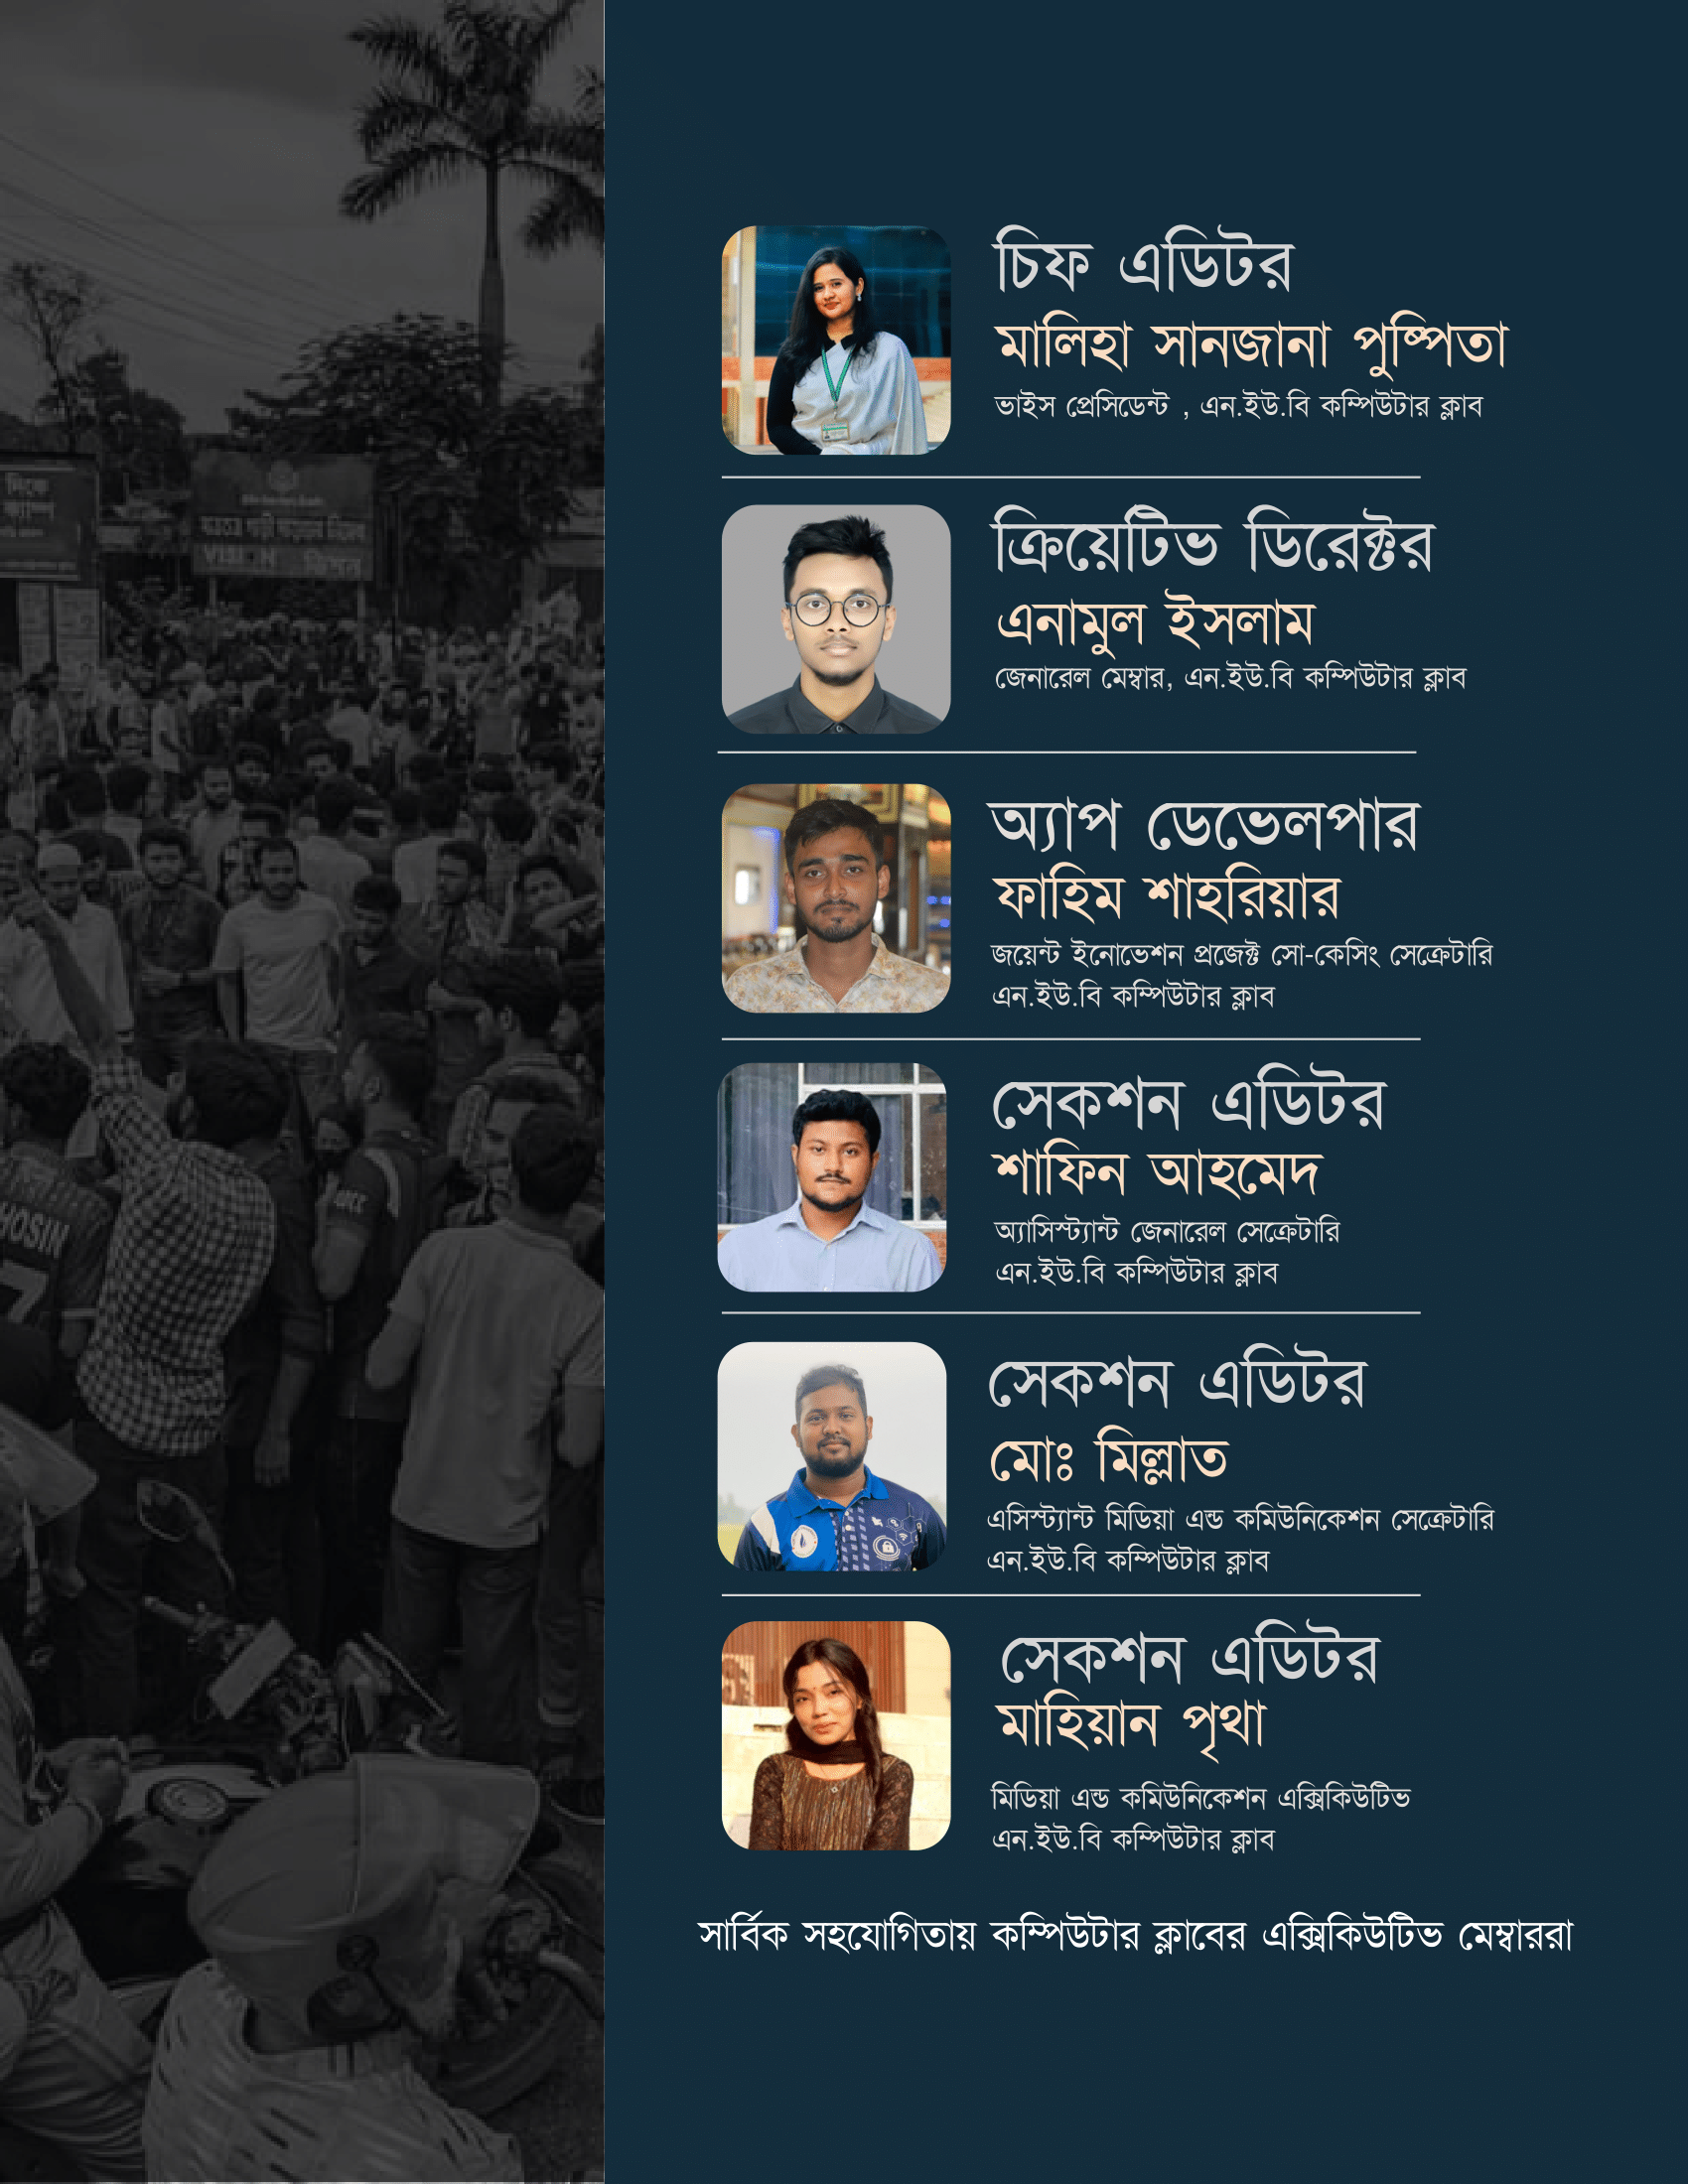 চিফ এডিটর
মালিহা সানজানা পুষ্পিতা
ভাইস প্রেসিডেন্ট , এন.ইউ.বি কম্পিউটার ক্লাব
ক্রিয়েটিভ ডিরেক্টর
এনামুল ইসলাম
জেনারেল মেম্বার, এন.ইউ.বি কম্পিউটার ক্লাব
অ্যাপ ডেভেলপার
ফাহিম শাহরিয়ার
জয়েন্ট ইনোভেশন প্রজেক্ট সো-কেসিং সেক্রেটারি
এন.ইউ.বি কম্পিউটার ক্লাব
সেকশন এডিটর
শাফিন আহমেদ
অ্যাসিস্ট্যান্ট জেনারেল সেক্রেটারি
এন.ইউ.বি কম্পিউটার ক্লাব
সেকশন এডিটর
মোঃ মিল্লাত
এসিস্ট্যান্ট মিডিয়া এন্ড কমিউনিকেশন সেক্রেটারি
এন.ইউ.বি কম্পিউটার ক্লাব
সেকশন এডিটর
মাহিয়ান পৃথা
মিডিয়া এন্ড কমিউনিকেশন এক্সিকিউটিভ
এন.ইউ.বি কম্পিউটার ক্লাব
সার্বিক সহযোগিতায় কম্পিউটার ক্লাবের এক্সিকিউটিভ মেম্বাররা
HOSIN
7